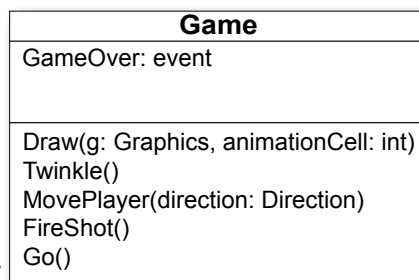 Game
GameOver: event
Draw(g: Graphics, animationCell: int)
Twinkle()
MovePlayer(direction: Direction)
FireShot()
Go()